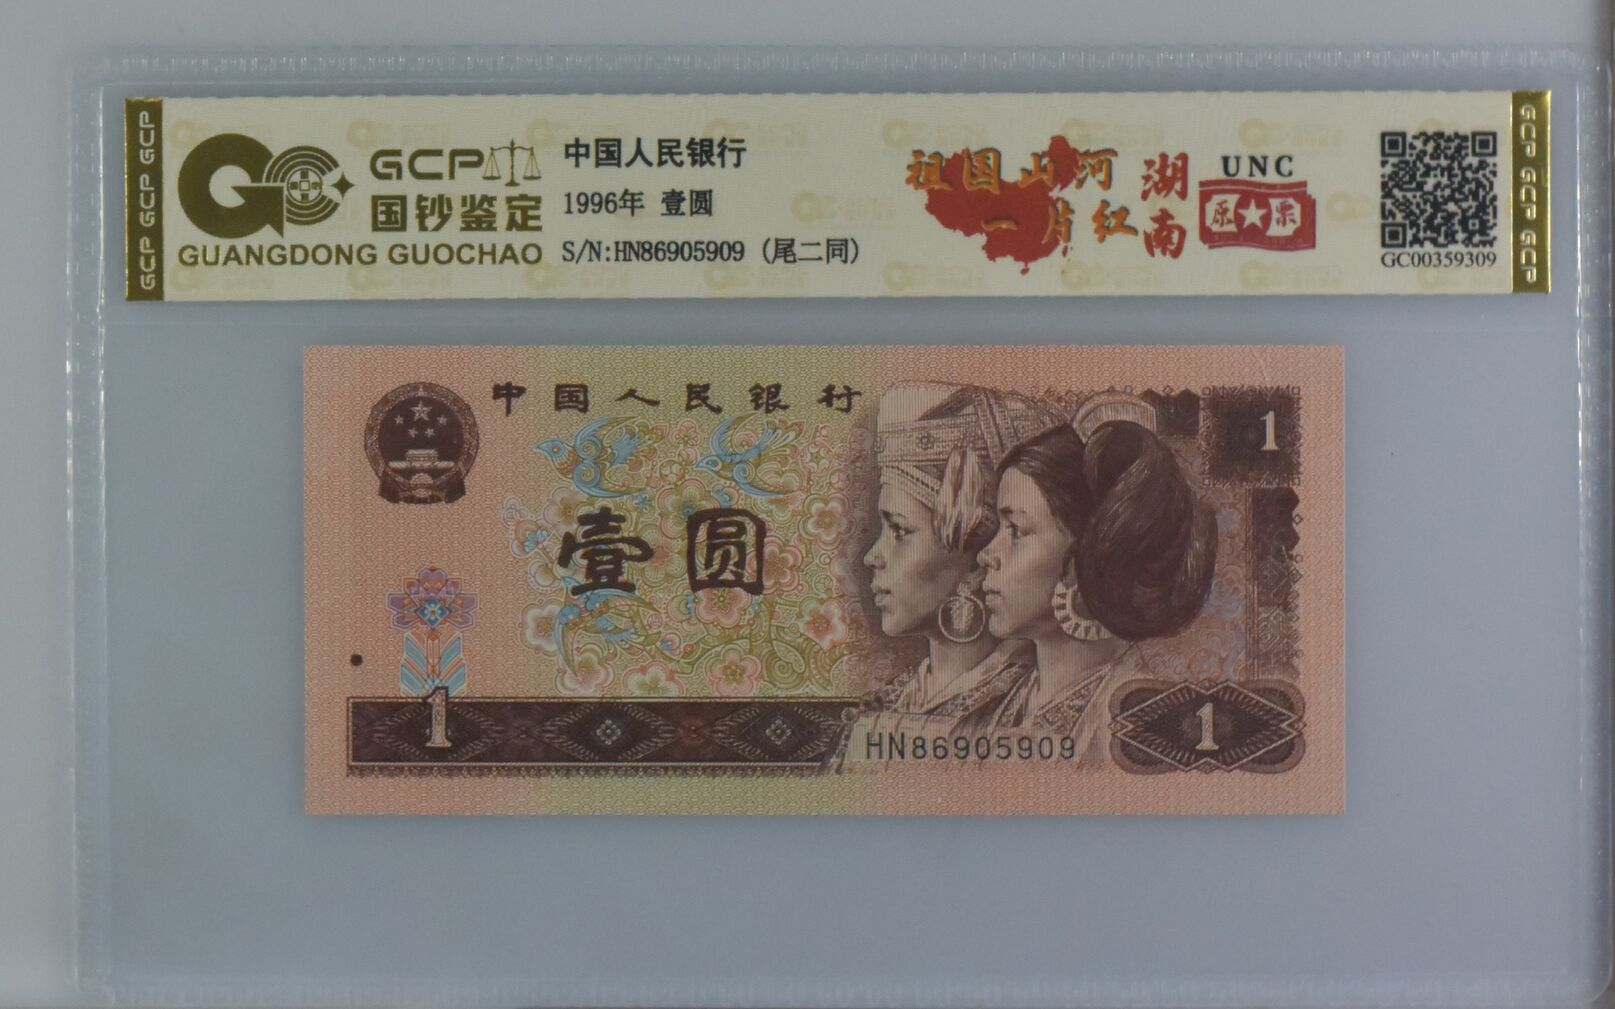 GCP GCP GCP
GCP
国钞鉴定
GUANGDONG GUOCHAO
中国人民银行
1996年 壹圆
S/N:HN86905909 (尾二同)
祖国山河
一片红
湖南
UNC
原★票
GC00359309
GCP GCP GCP
中国人民银行
1
壹圆
1
HN86905909
1